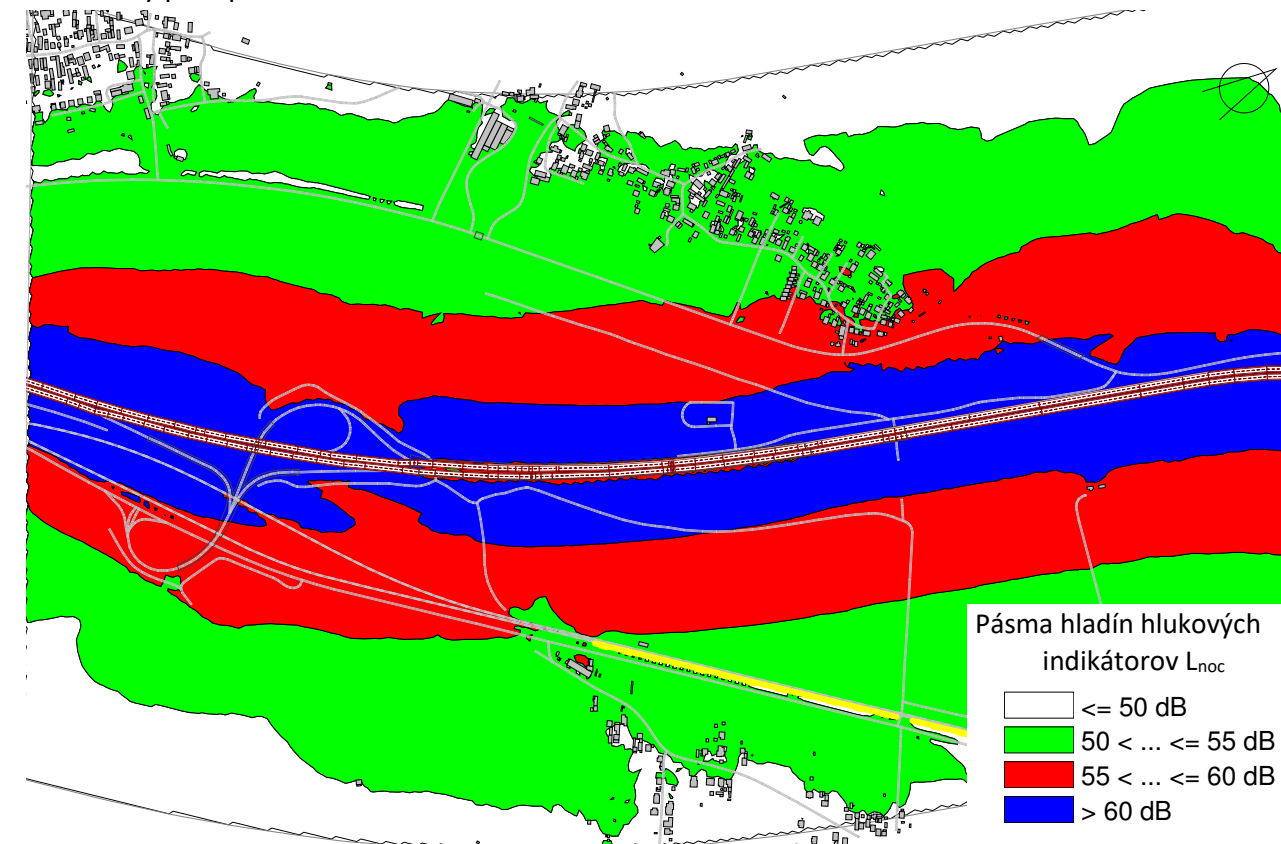 Pásma hladín hlukových
indikátorov Lnoc
<= 50 dB
50 < ... <= 55 dB
55 < ... <= 60 dB
> 60 dB